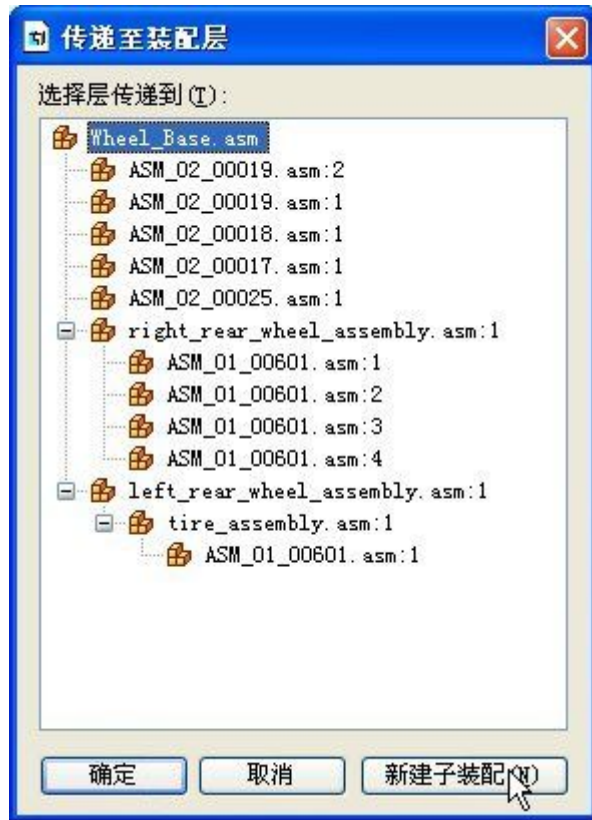 传递至装配层
选择层传递到(T):
Wheel_Base.asm
ASM_02_00019.asm:2
ASM_02_00019.asm:1
ASM_02_00018.asm:1
ASM_02_00017.asm:1
ASM_02_00025.asm:1
right_rear_wheel_assembly.asm:1
ASM_01_00601.asm:1
ASM_01_00601.asm:2
ASM_01_00601.asm:3
ASM_01_00601.asm:4
left_rear_wheel_assembly.asm:1
tire_assembly.asm:1
ASM_01_00601.asm:1
确定 取消 新建子装配(N)